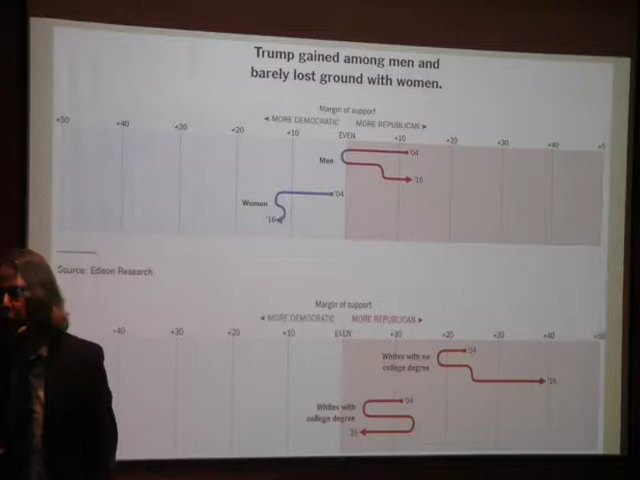 Trump gained among men and
barely lost ground with women.
Margin of support
◄ MORE DEMOCRATIC MORE REPUBLICAN ►
+50 +40 +30 +20 +10 EVEN +10 +20 +30 +40
Men '04
'16
Women '04
'16
Source: Edison Research
Margin of support
◄ MORE DEMOCRATIC MORE REPUBLICAN ►
+40 +30 +20 +10 EVEN +10 +20 +30 +40
Whites with no '04
college degree
'16
Whites with '04
college degree
'16